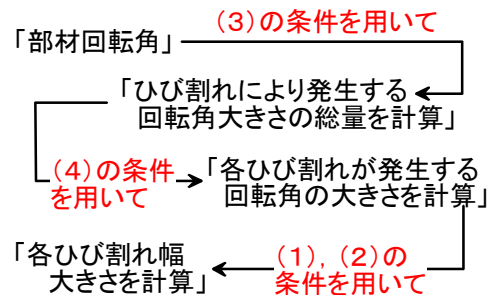 (3)の条件を用いて
「部材回転角」
「ひび割れにより発生する
回転角大きさの総量を計算」
(4)の条件
を用いて
「各ひび割れが発生する
回転角の大きさを計算」
(1),(2)の
条件を用いて
「各ひび割れ幅
大きさを計算」